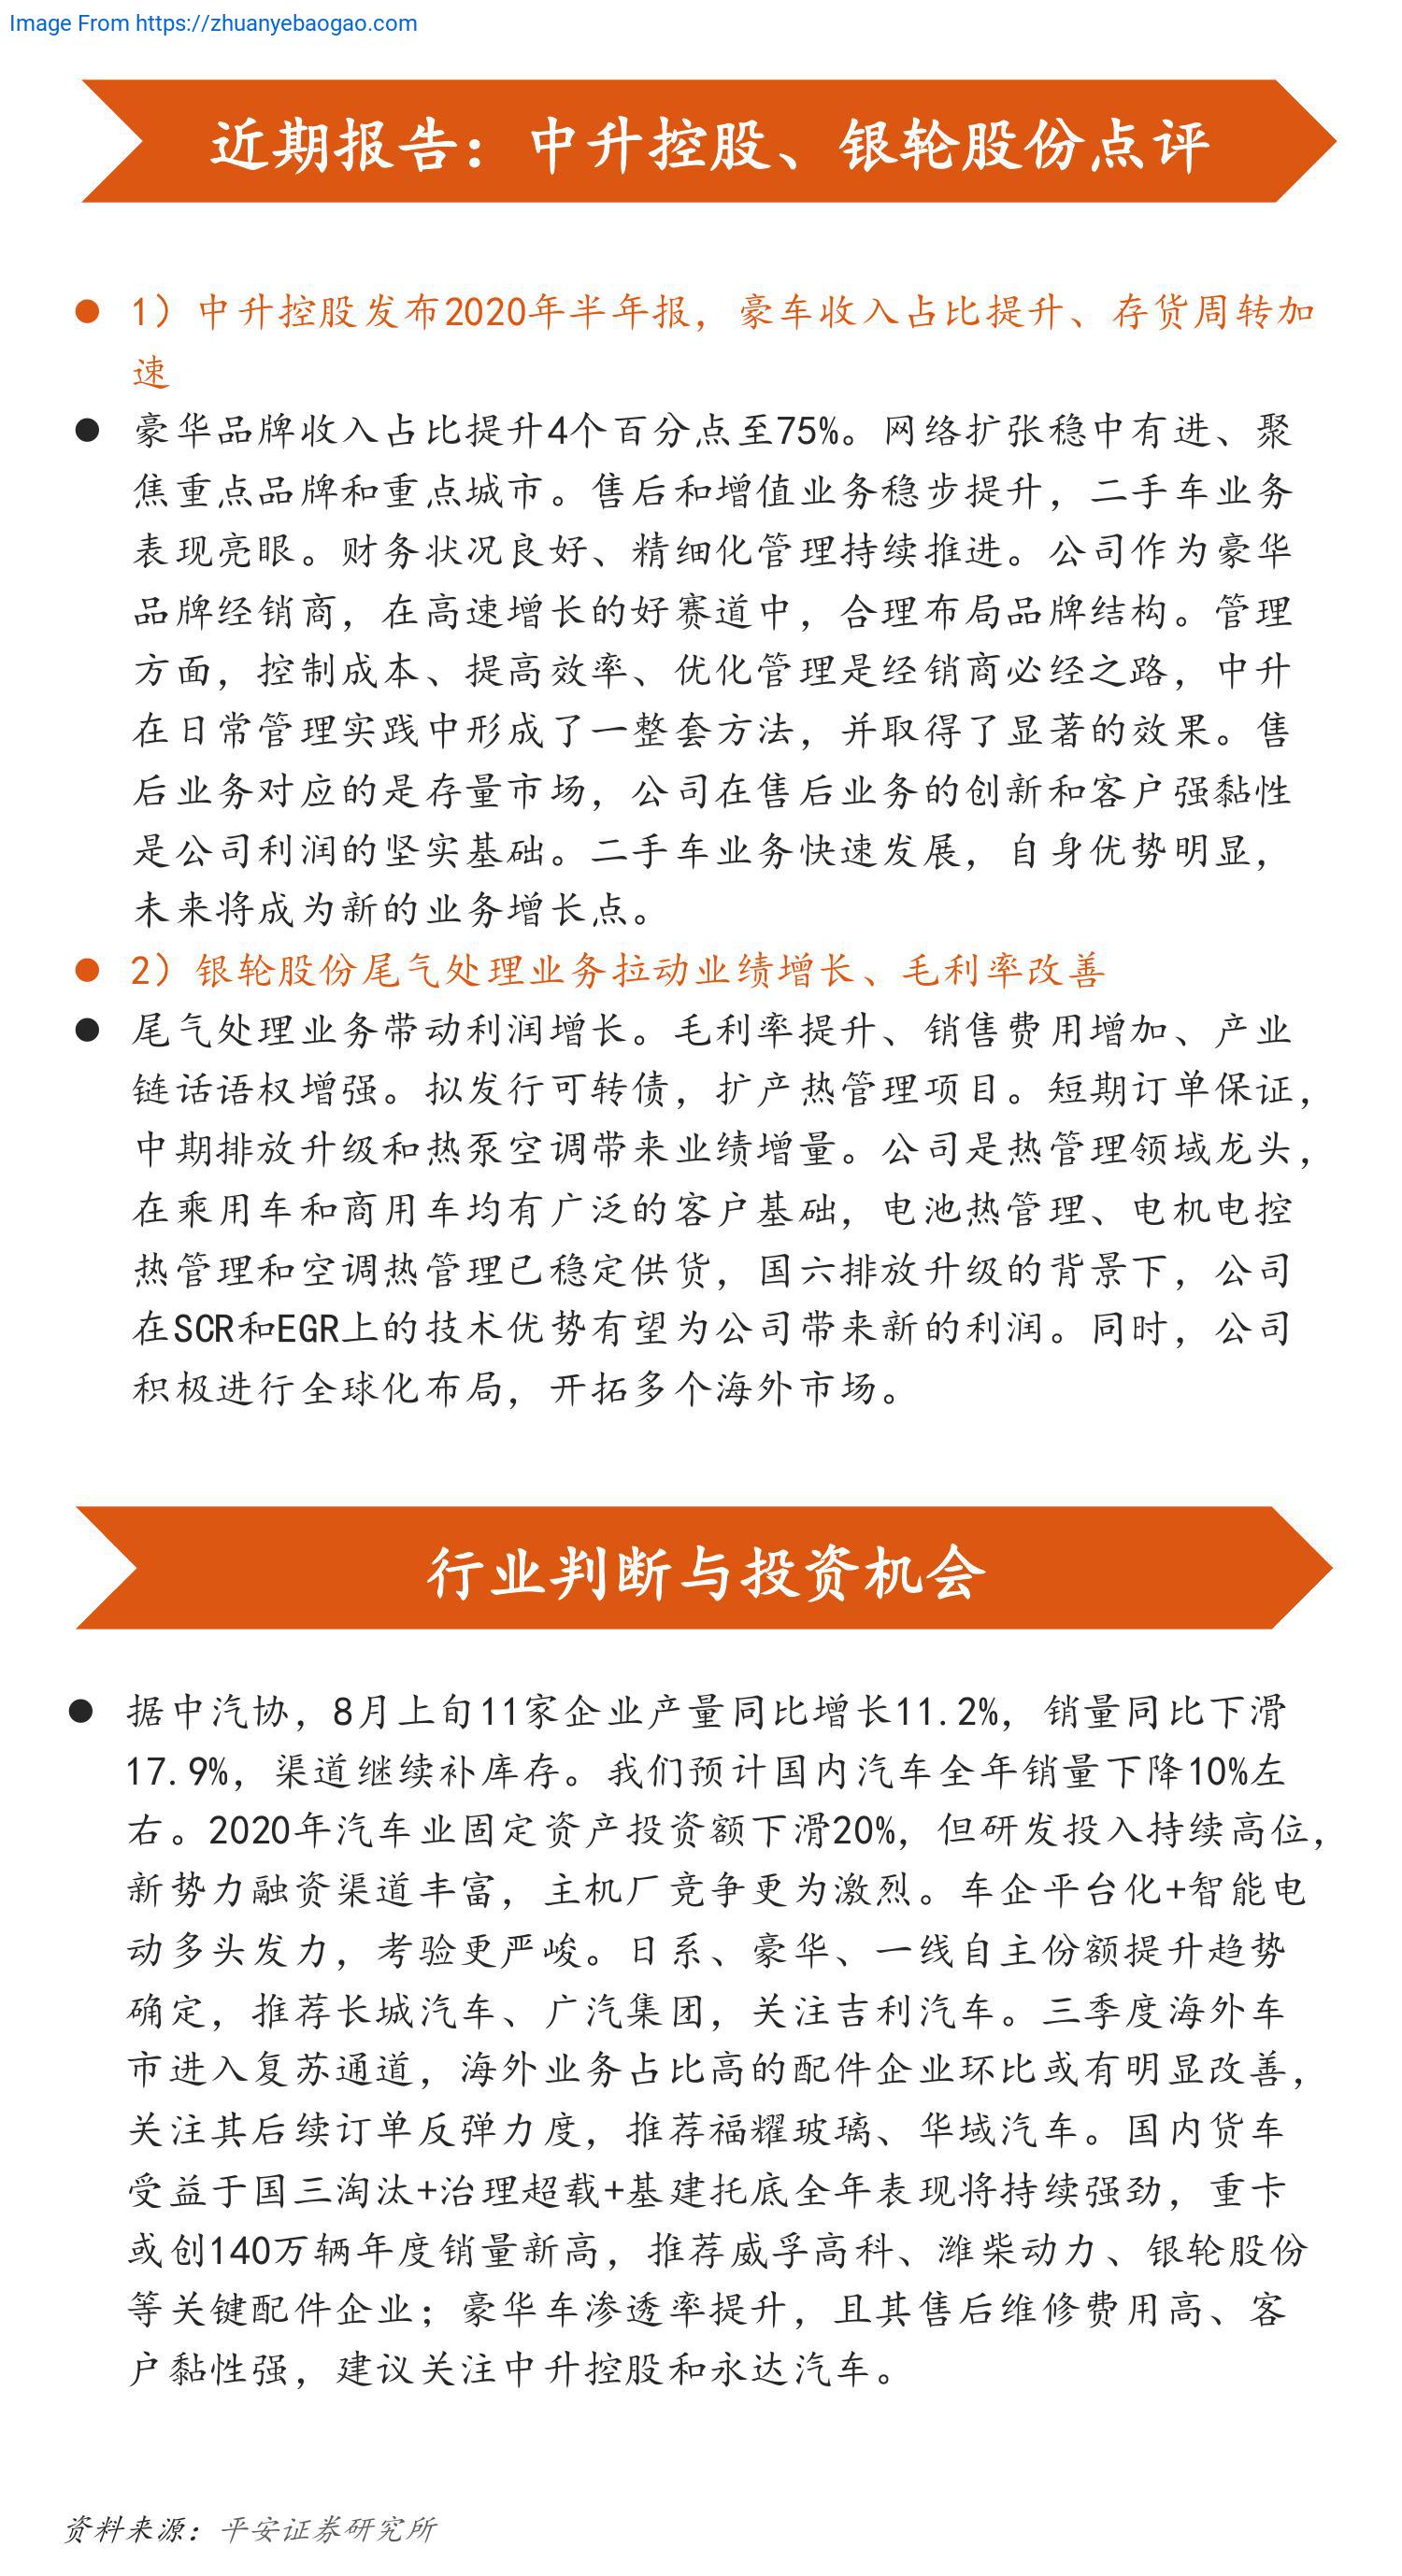 Image From https://zhuanyebaogao.com
近期报告：中升控股、银轮股份点评
1）中升控股发布2020年半年报，豪车收入占比提升、存货周转加
速
豪华品牌收入占比提升4个百分点至75%。网络扩张稳中有进、聚
焦重点品牌和重点城市。售后和增值业务稳步提升，二手车业务
表现亮眼。财务状况良好、精细化管理持续推进。公司作为豪华
品牌经销商，在高速增长的好赛道中，合理布局品牌结构。管理
方面，控制成本、提高效率、优化管理是经销商必经之路，中升
在日常管理实践中形成了一整套方法，并取得了显著的效果。售
后业务对应的是存量市场，公司在售后业务的创新和客户强黏性
是公司利润的坚实基础。二手车业务快速发展，自身优势明显，
未来将成为新的业务增长点。
2）银轮股份尾气处理业务拉动业绩增长、毛利率改善
尾气处理业务带动利润增长。毛利率提升、销售费用增加、产业
链话语权增强。拟发行可转债，扩产热管理项目。短期订单保证，
中期排放升级和热泵空调带来业绩增量。公司是热管理领域龙头，
在乘用车和商用车均有广泛的客户基础，电池热管理、电机电控
热管理和空调热管理已稳定供货，国六排放升级的背景下，公司
在SCR和EGR上的技术优势有望为公司带来新的利润。同时，公司
积极进行全球化布局，开拓多个海外市场。
行业判断与投资机会
据中汽协，8月上旬11家企业产量同比增长11.2%，销量同比下滑
17.9%，渠道继续补库存。我们预计国内汽车全年销量下降10%左
右。2020年汽车业固定资产投资额下滑20%，但研发投入持续高位，
新势力融资渠道丰富，主机厂竞争更为激烈。车企平台化+智能电
动多头发力，考验更严峻。日系、豪华、一线自主份额提升趋势
确定，推荐长城汽车、广汽集团，关注吉利汽车。三季度海外车
市进入复苏通道，海外业务占比高的配件企业环比或有明显改善，
关注其后续订单反弹力度，推荐福耀玻璃、华域汽车。国内货车
受益于国三淘汰+治理超载+基建托底全年表现将持续强劲，重卡
或创140万辆年度销量新高，推荐威孚高科、潍柴动力、银轮股份
等关键配件企业；豪华车渗透率提升，且其售后维修费用高、客
户黏性强，建议关注中升控股和永达汽车。
资料来源：平安证券研究所